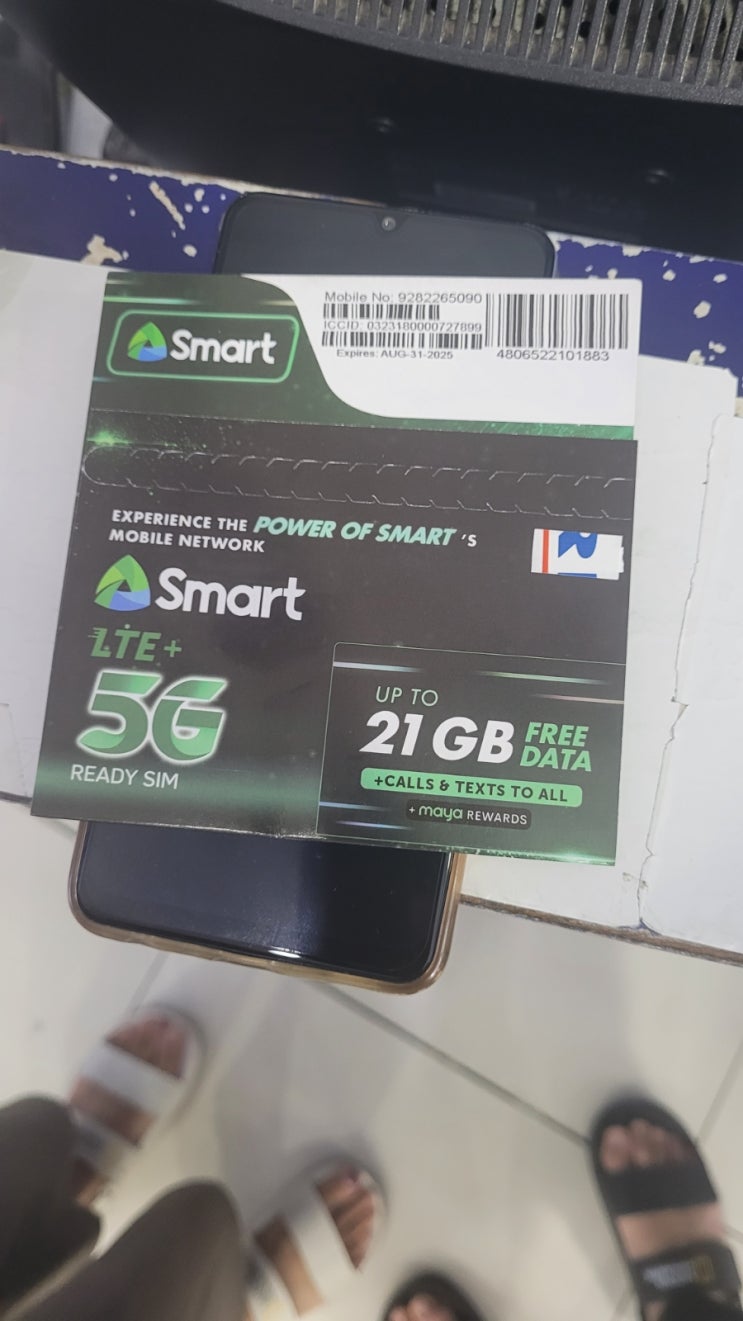 Smart
Mobile No: 9282265090
ICCID: 0323180000727899
Expires: AUG-31-2025
4806522101883
EXPERIENCE THE POWER OF SMART 'S
MOBILE NETWORK
Smart
LTE+
5G
READY SIM
UP TO
21 GB FREE DATA
+CALLS & TEXTS TO ALL
+ maya REWARDS